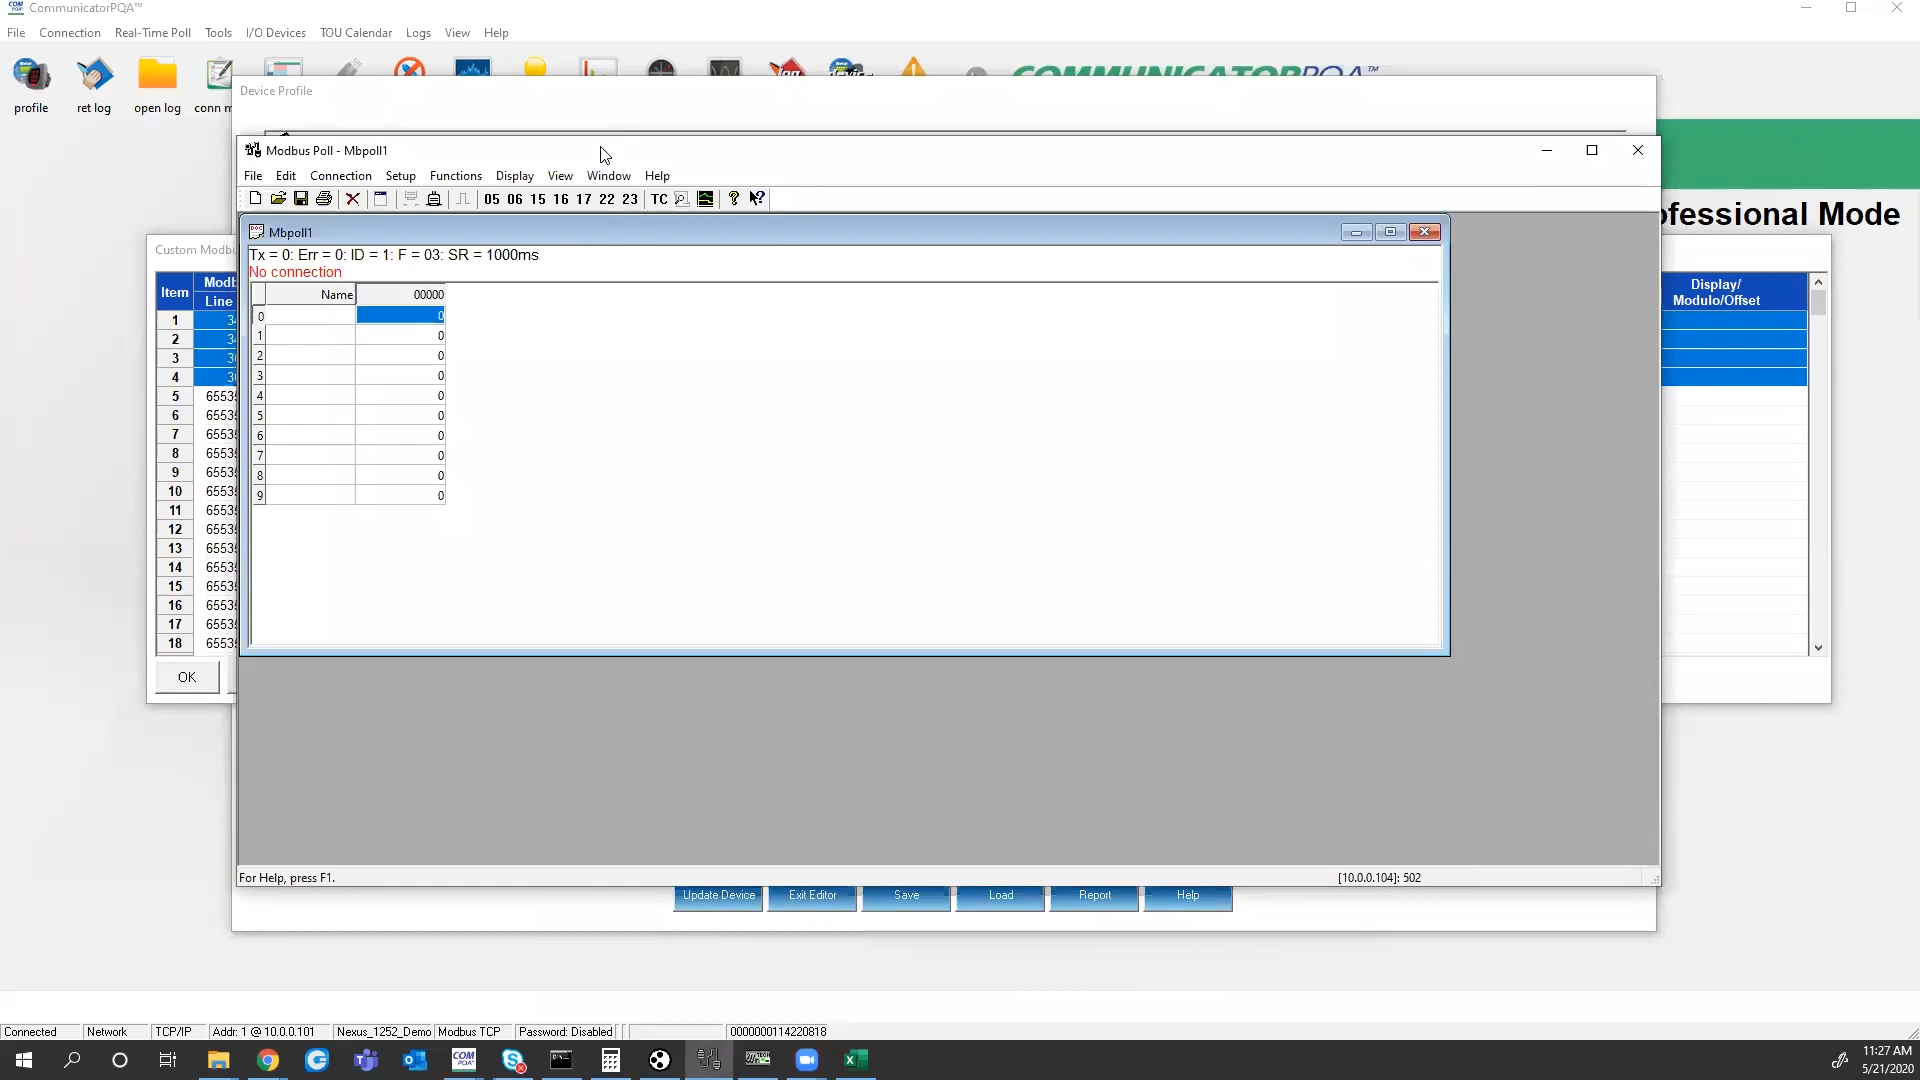 CommunicatorPQA™
File Connection Real-Time Poll Tools I/O Devices TOU Calendar Logs View Help
profile ret log open log conn m
COMMUNICATORPQA™
Device Profile
Modbus Poll - Mbpoll1
File Edit Connection Setup Functions Display View Window Help
05 06 15 16 17 22 23 TC
ofessional Mode
Mbpoll1
Custom Modbu
Tx = 0: Err = 0: ID = 1: F = 03: SR = 1000ms
No connection
Item Line
Display/
Modulo/Offset
Name 00000
0 0
1 0
2 0
3 0
4 0
5 0
6 0
7 0
8 0
9 0
1
2
3
4
5
6
7
8
9
10
11
12
13
14
15
16
17
18
OK
For Help, press F1. [10.0.0.104]: 502
Update Device Exit Editor Save Load Report Help
Connected Network TCP/IP Addr: 1 @ 10.0.0.101 Nexus_1252_Demo Modbus TCP Password: Disabled 0000000114220818
11:27 AM
5/21/2020